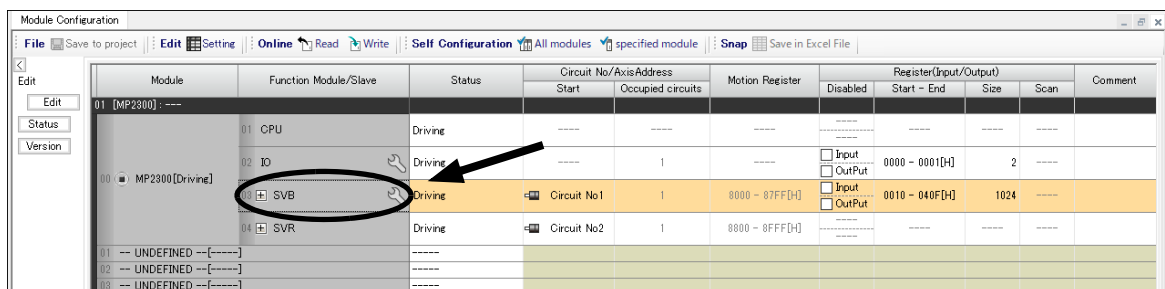 Module Configuration
File Save to project Edit Setting Online Read Write Self Configuration All modules specified module Snap Save in Excel File
Edit
Edit
Status
Version
Module Function Module/Slave Status Circuit No/AxisAddress Motion Register Register(Input/Output) Comment
Start Occupied circuits Disabled Start - End Size Scan
01 [MP2300] : ---
00 MP2300[Driving]
01 CPU Driving ---- ---- ---- ---- ---- ---- ---- ----
02 IO Driving ---- 1 ---- Input OutPut 0000 - 0001[H] 2 ----
03 SVB Driving Circuit No1 1 8000 - 87FF[H] Input OutPut 0010 - 040F[H] 1024 ----
04 SVR Driving Circuit No2 1 8800 - 8FFF[H] ---- ---- ---- ---- ----
01 -- UNDEFINED --[-----] -----
02 -- UNDEFINED --[-----] -----
03 -- UNDEFINED --[-----] -----